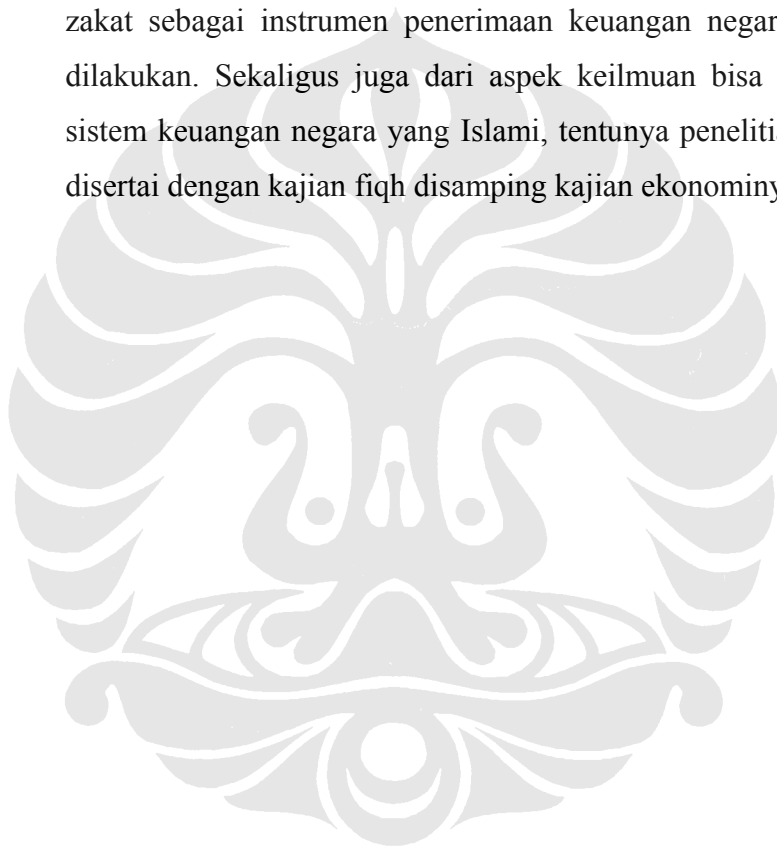 zakat sebagai instrumen penerimaan keuangan negar
dilakukan. Sekaligus juga dari aspek keilmuan bisa
sistem keuangan negara yang Islami, tentunya peneliti
disertai dengan kajian fiqh disamping kajian ekonominy